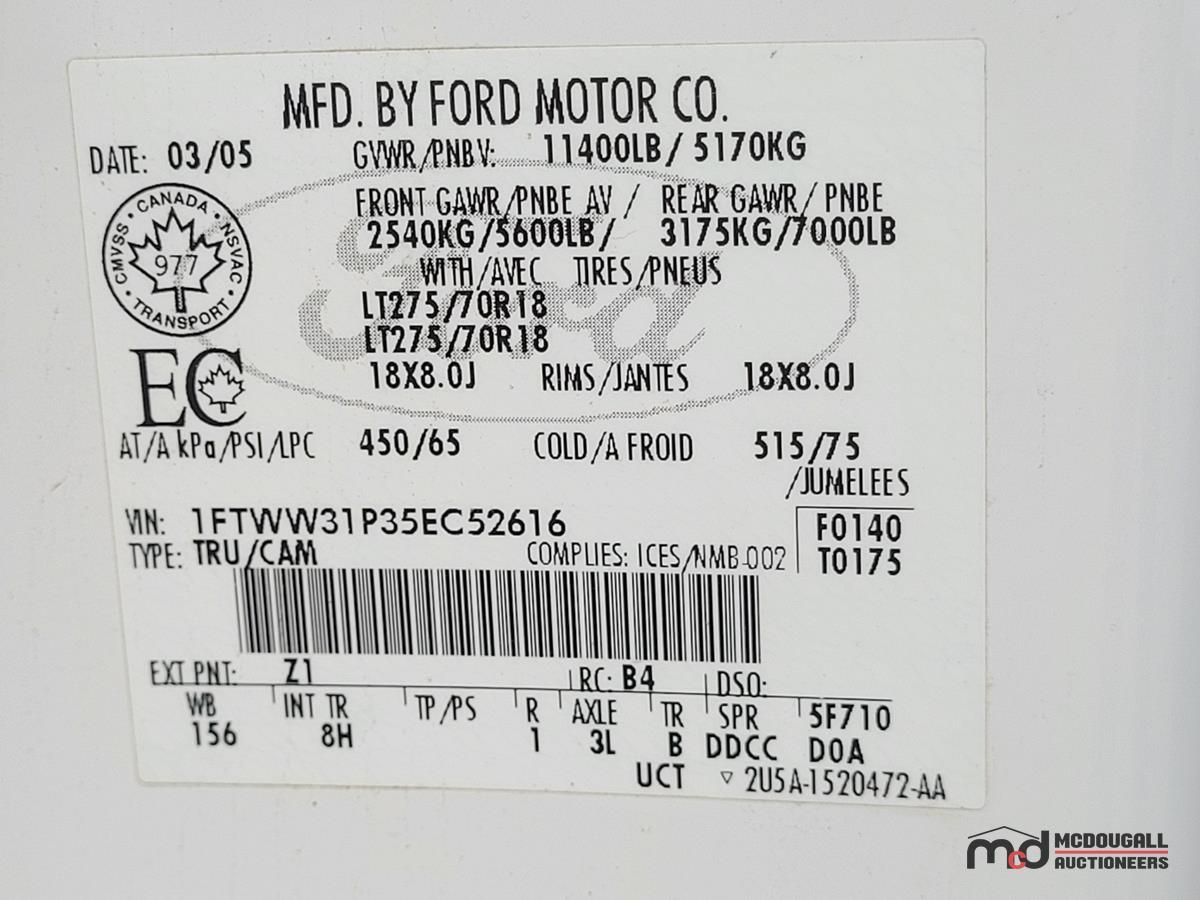 MFD. BY FORD MOTOR CO.
DATE: 03/05 GVWR/PNBV: 11400LB/ 5170KG
FRONT GAWR/PNBE AV / REAR GAWR/ PNBE
2540KG/5600LB/ 3175KG/7000LB
WITH/AVEC TIRES/PNEUS
LT275/70R18
LT275/70R18
18X8.0J RIMS/JANTES 18X8.0J
CANADA
CMVSS · NSVAC
977
TRANSPORT
Ford
EC
AT/A kPa/PSI/LPC 450/65 COLD/A FROID 515/75
/JUMELEES
VIN: 1FTWW31P35EC52616 F0140
TYPE: TRU/CAM COMPLIES: ICES/NMB-002 T0175
EXT PNT: Z1 RC: B4 DSO:
WB INT TR TP/PS R AXLE TR SPR 5F710
156 8H 1 3L B DDCC DOA
UCT ▽ 2U5A-1520472-AA
mcd MCDOUGALL
AUCTIONEERS